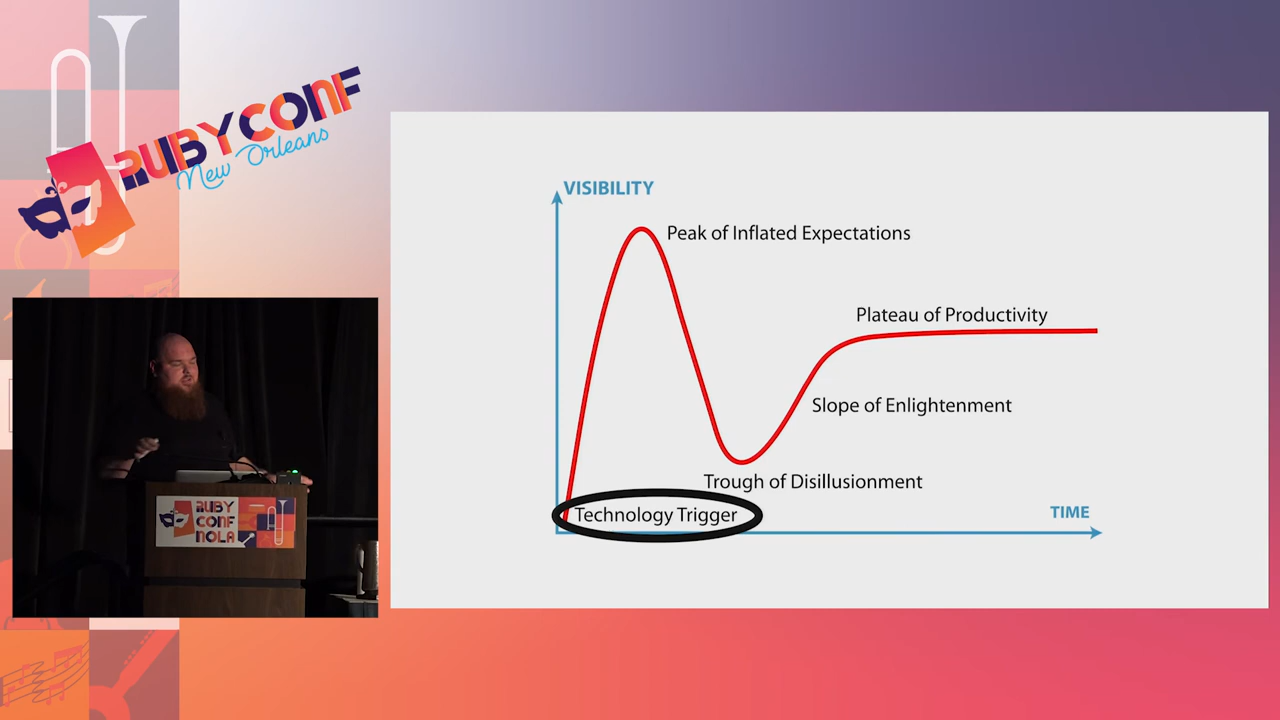 RUBYCONF
New Orleans
RUBY
CONF
NOLA
VISIBILITY
Peak of Inflated Expectations
Plateau of Productivity
Slope of Enlightenment
Trough of Disillusionment
Technology Trigger
TIME